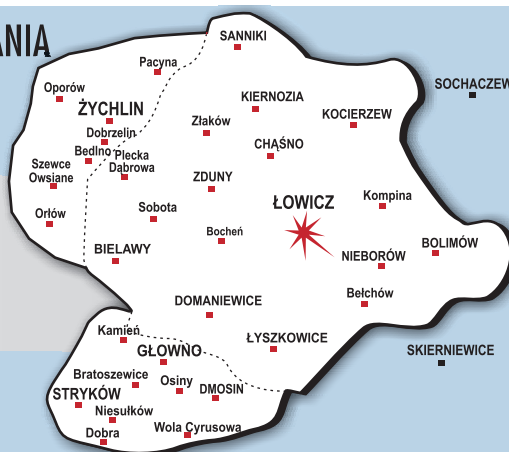 ANIA
SANNIKI
Pacyna
Oporów
SOCHACZEW
KIERNOZIA
ŻYCHLIN
KOCIERZEW
Złaków
Dobrzelin
CHĄŚNO
Bedlno
Plecka
Dąbrowa
Szewce
Owsiane
ZDUNY
Kompina
ŁOWICZ
Orłów
Sobota
Bocheń
BOLIMÓW
BIELAWY
NIEBORÓW
Bełchów
DOMANIEWICE
Kamień
ŁYSZKOWICE
GŁOWNO
SKIERNIEWICE
Bratoszewice
Osiny
DMOSIN
STRYKÓW
Niesułków
Wola Cyrusowa
Dobra